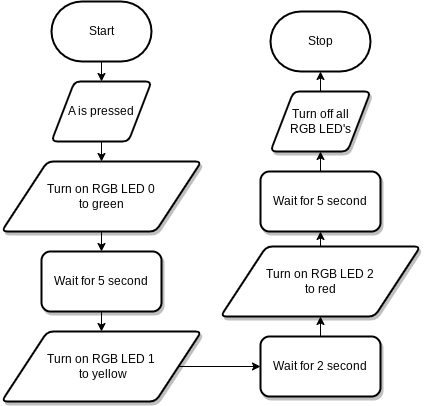 Start
A is pressed
Turn on RGB LED 0
to green
Wait for 5 second
Turn on RGB LED 1
to yellow
Wait for 2 second
Turn on RGB LED 2
to red
Wait for 5 second
Turn off all
RGB LED's
Stop